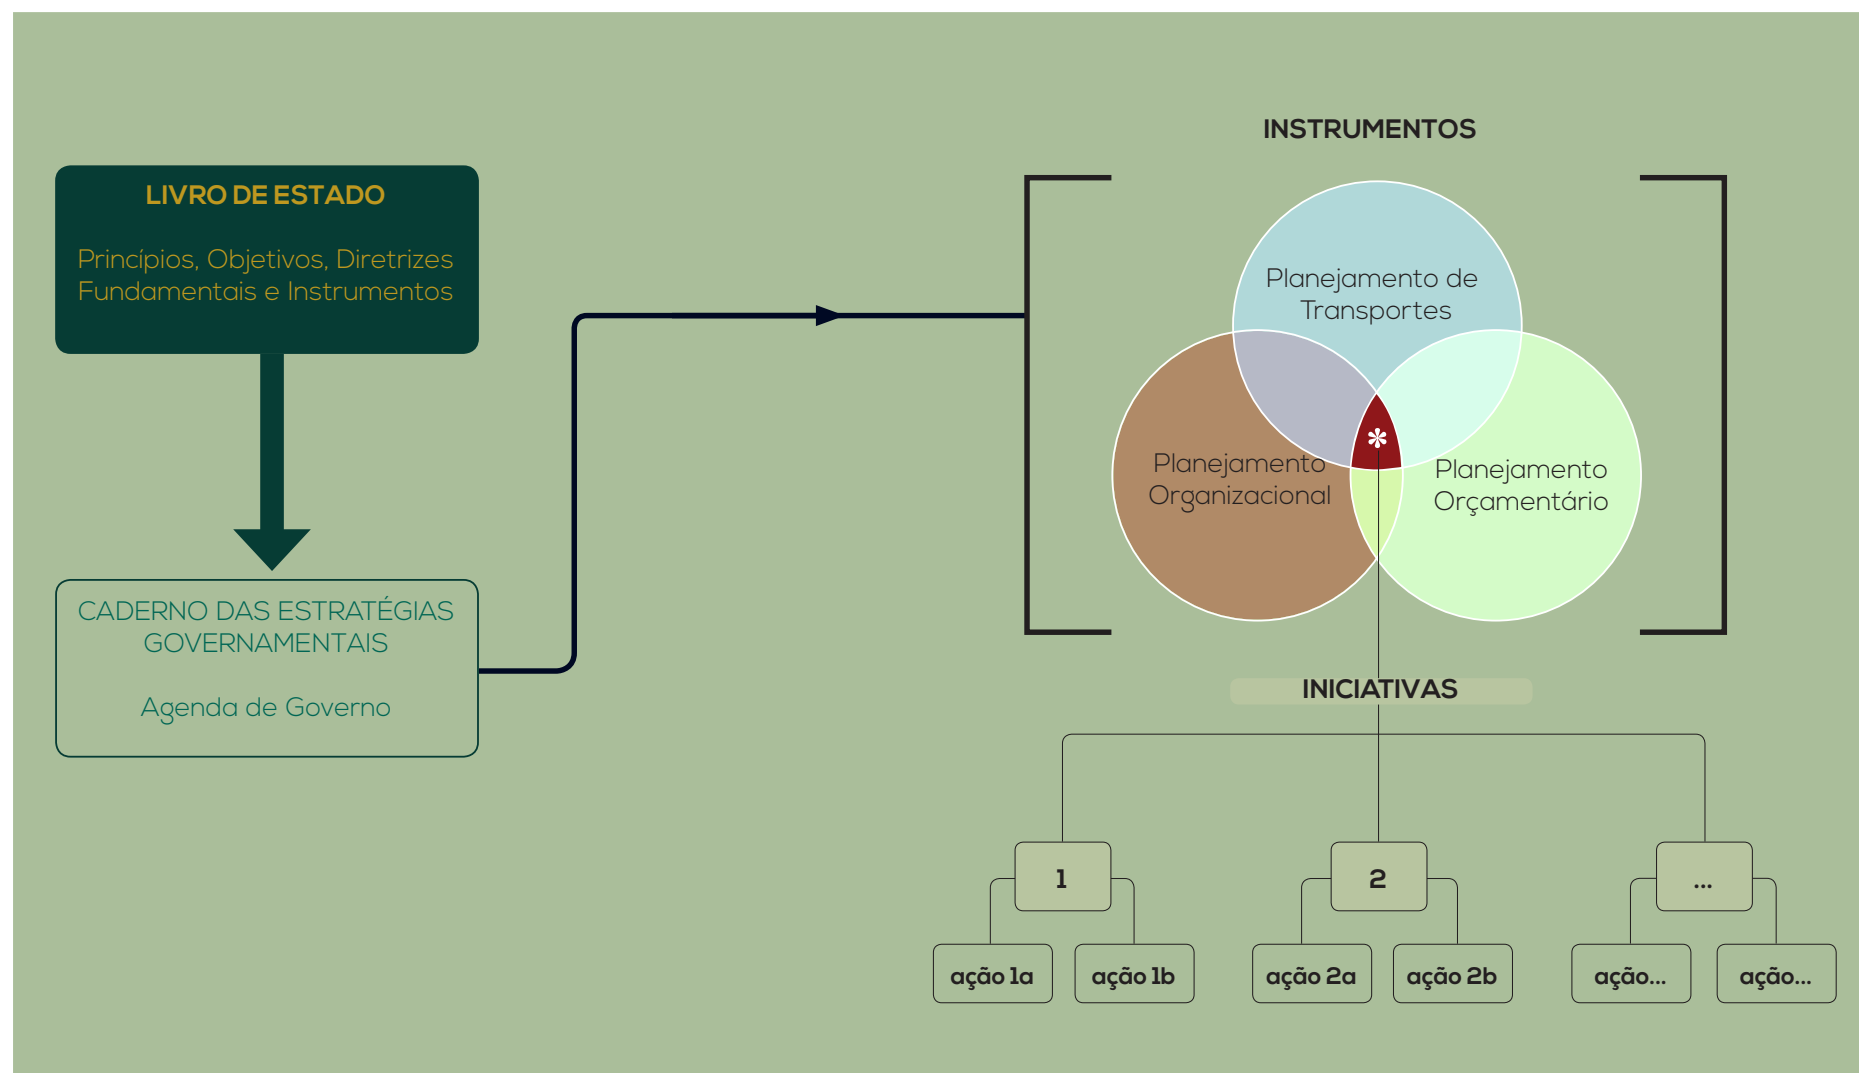 LIVRO DE ESTADO
Princípios, Objetivos, Diretrizes
Fundamentais e Instrumentos
CADERNO DAS ESTRATÉGIAS
GOVERNAMENTAIS
Agenda de Governo
INSTRUMENTOS
Planejamento de
Transportes
*
Planejamento
Organizacional
Planejamento
Orçamentário
INICIATIVAS
1
2
...
ação 1a
ação 1b
ação 2a
ação 2b
ação...
ação...